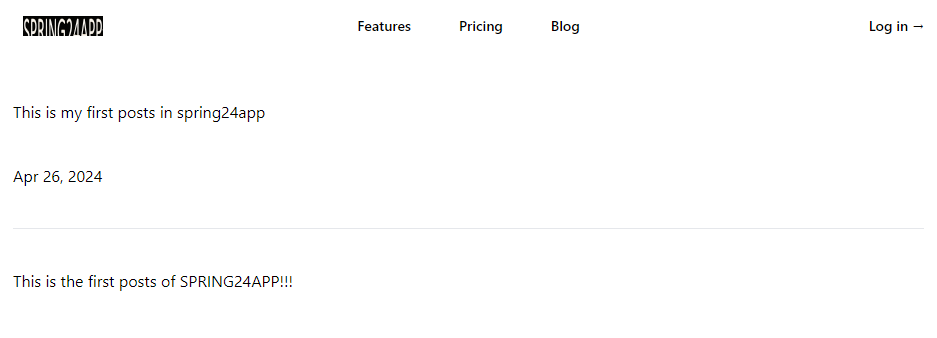 SPRING24APP
Features
Pricing
Blog
Log in →
This is my first posts in spring24app
Apr 26, 2024
This is the first posts of SPRING24APP!!!